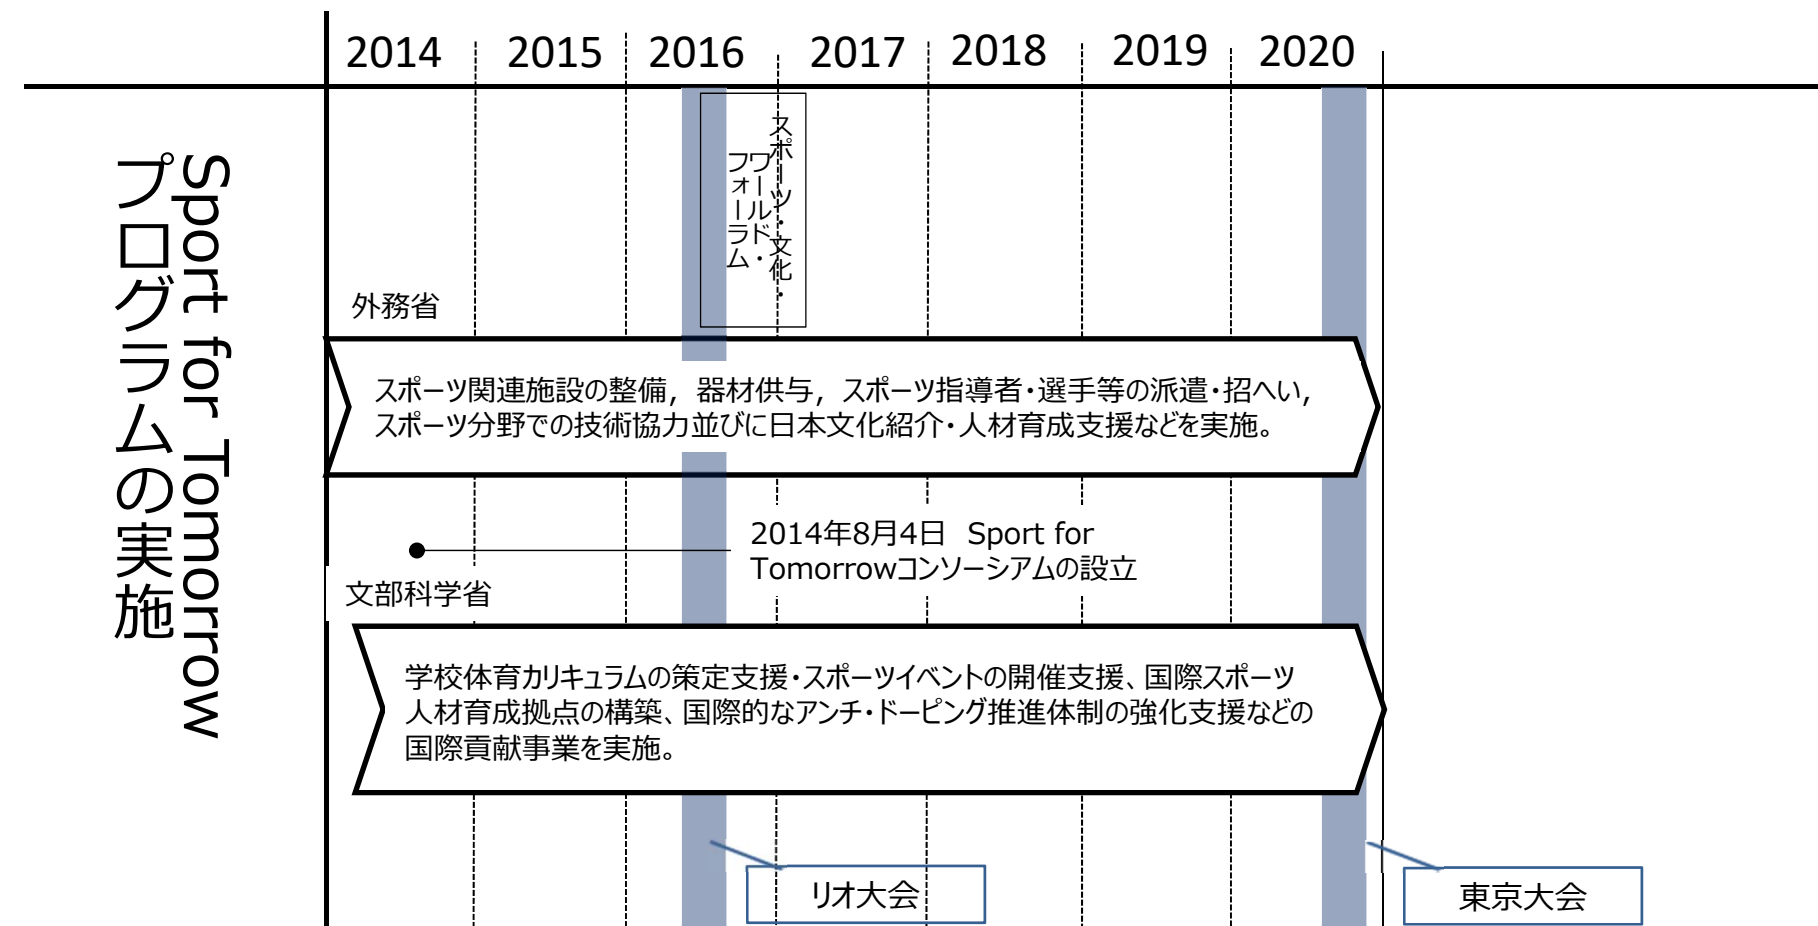 2014 2015 2016 2017 2018 2019 2020
Sport for Tomorrow
プログラムの実施
スポーツ・文化・
ワールド・
フォーラム
外務省
スポーツ関連施設の整備，器材供与，スポーツ指導者・選手等の派遣・招へい，
スポーツ分野での技術協力並びに日本文化紹介・人材育成支援などを実施。
2014年8月4日　Sport for
Tomorrowコンソーシアムの設立
文部科学省
学校体育カリキュラムの策定支援・スポーツイベントの開催支援、国際スポーツ
人材育成拠点の構築、国際的なアンチ・ドーピング推進体制の強化支援などの
国際貢献事業を実施。
リオ大会
東京大会